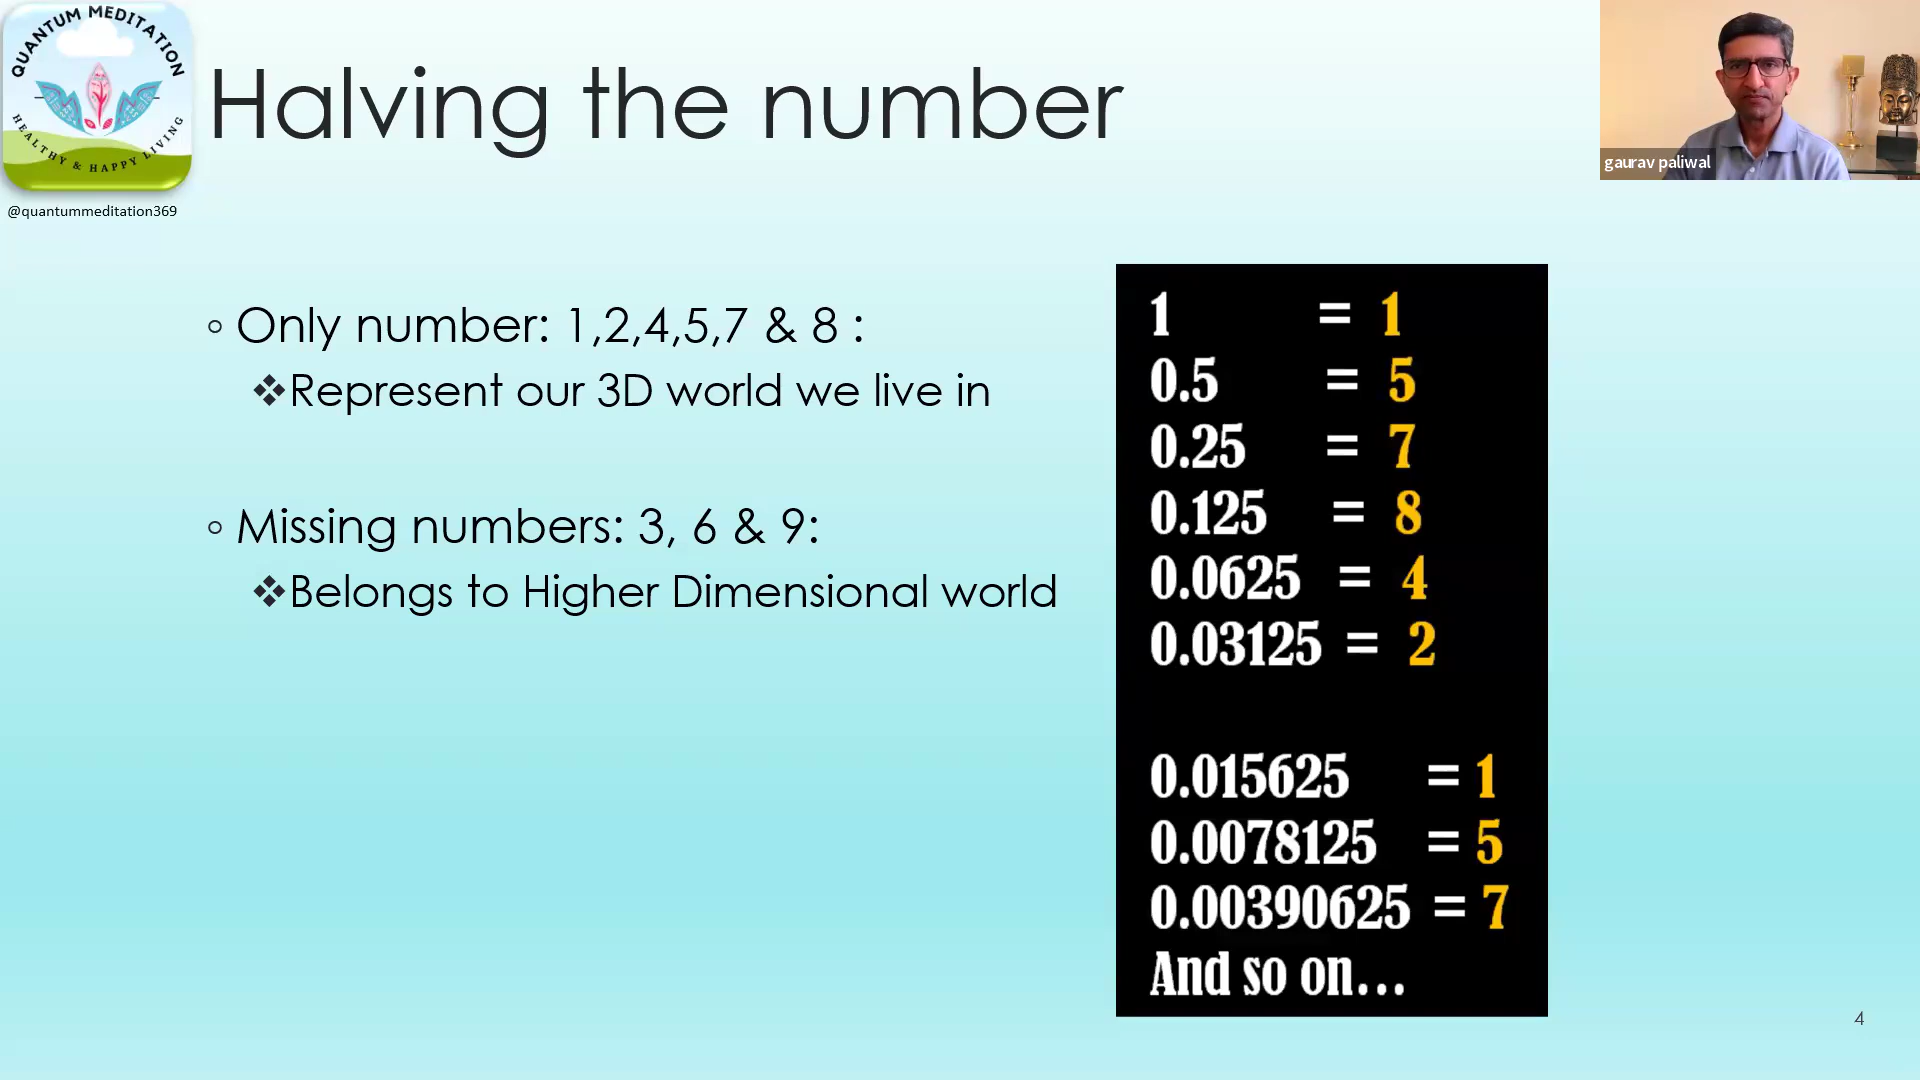 QUANTUM MEDITATION
HEALTHY & HAPPY LIVING
@quantummeditation369
Halving the number
gaurav paliwal
◦ Only number: 1,2,4,5,7 & 8 :
❖Represent our 3D world we live in
◦ Missing numbers: 3, 6 & 9:
❖Belongs to Higher Dimensional world
1 = 1
0.5 = 5
0.25 = 7
0.125 = 8
0.0625 = 4
0.03125 = 2
0.015625 = 1
0.0078125 = 5
0.00390625 = 7
And so on...
4